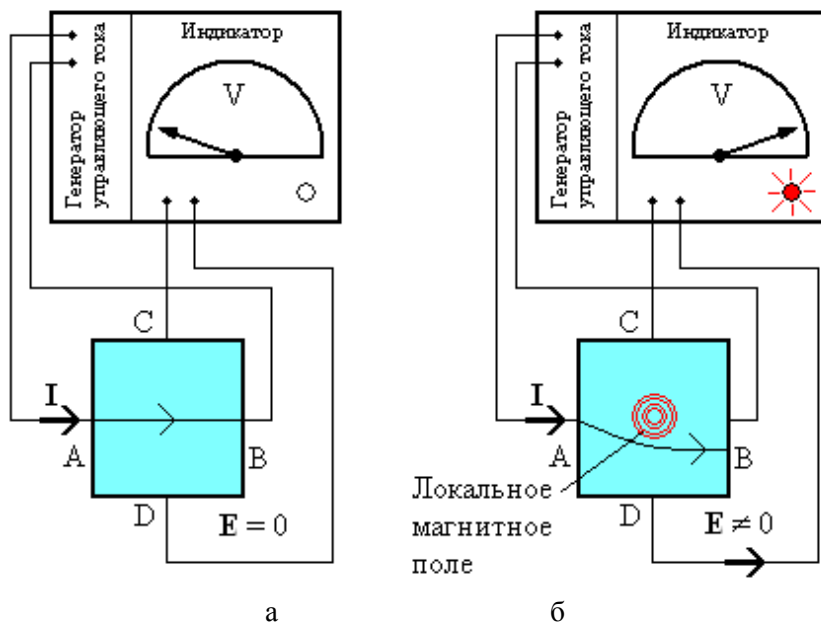 Генератор
управляющего тока
Индикатор
V
C
I
A
B
D
E = 0
а
Генератор
управляющего тока
Индикатор
V
C
I
A
B
D
E ≠ 0
Локальное
магнитное
поле
б